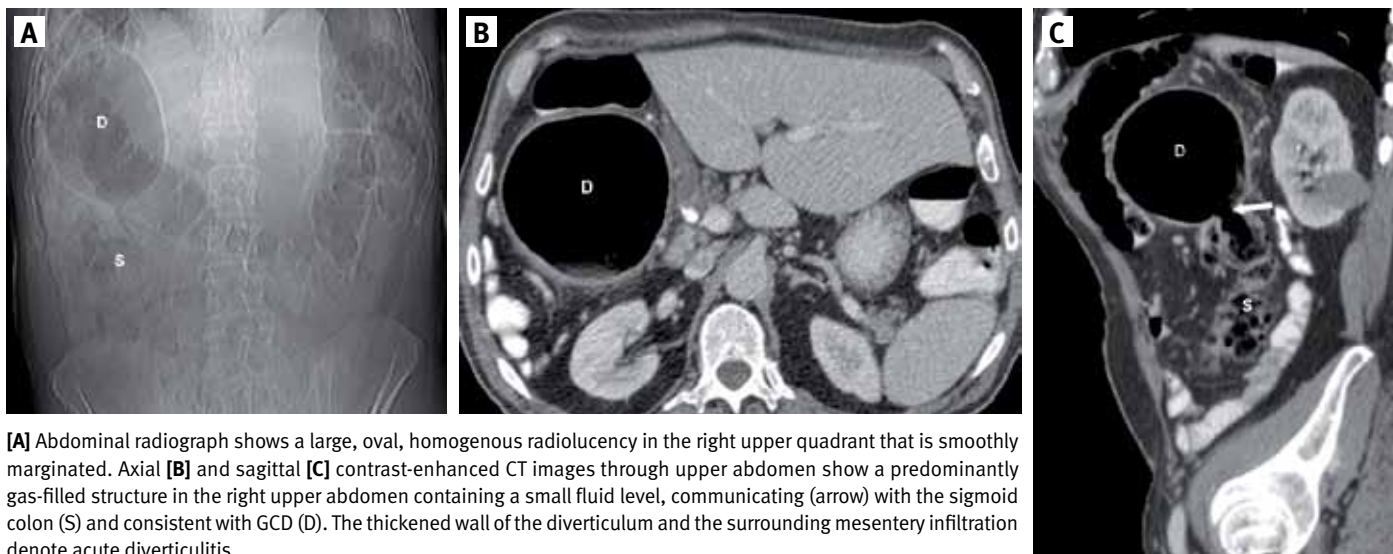 A
D
S
B
D
C
D
S
[A] Abdominal radiograph shows a large, oval, homogenous radiolucency in the right upper quadrant that is smoothly
marginated. Axial [B] and sagittal [C] contrast-enhanced CT images through upper abdomen show a predominantly
gas-filled structure in the right upper abdomen containing a small fluid level, communicating (arrow) with the sigmoid
colon (S) and consistent with GCD (D). The thickened wall of the diverticulum and the surrounding mesentery infiltration
denote acute diverticulitis